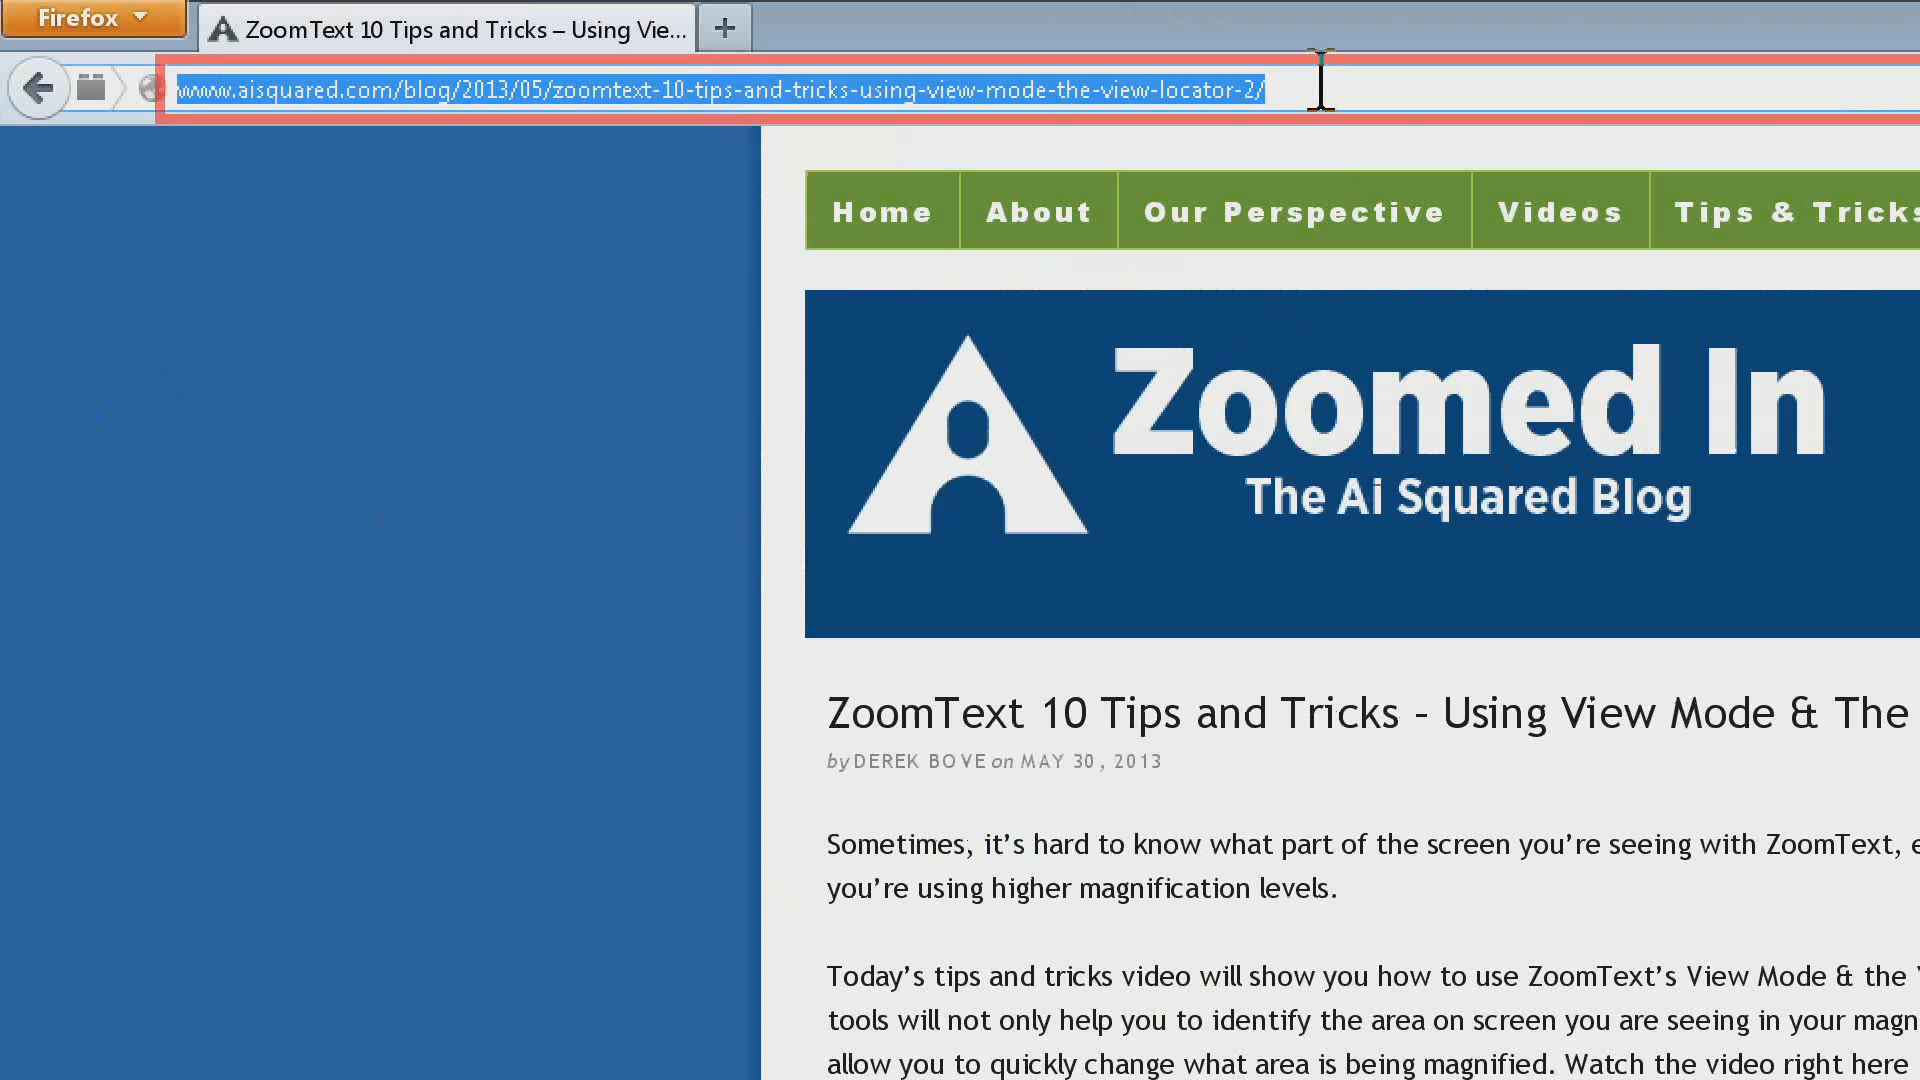 Firefox
ZoomText 10 Tips and Tricks – Using Vie...
www.aisquared.com/blog/2013/05/zoomtext-10-tips-and-tricks-using-view-mode-the-view-locator-2/
Home About Our Perspective Videos Tips & Tricks
Zoomed In
The Ai Squared Blog
ZoomText 10 Tips and Tricks – Using View Mode & The
by DEREK BOVE on MAY 30, 2013
Sometimes, it’s hard to know what part of the screen you’re seeing with ZoomText,
you’re using higher magnification levels.
Today’s tips and tricks video will show you how to use ZoomText’s View Mode & the
tools will not only help you to identify the area on screen you are seeing in your
allow you to quickly change what area is being magnified. Watch the video right here